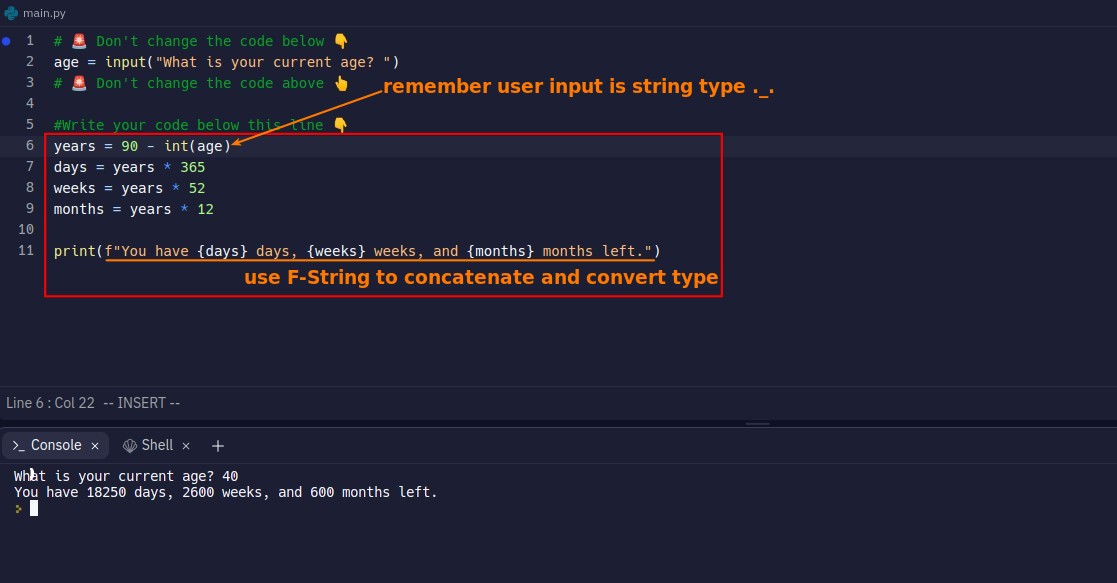 main.py
1 # 🚨 Don't change the code below 👇
2 age = input("What is your current age? ")
3 # 🚨 Don't change the code above 👆
remember user input is string type ._.
4
5 #Write your code below this line 👇
6 years = 90 - int(age)
7 days = years * 365
8 weeks = years * 52
9 months = years * 12
10
11 print(f"You have {days} days, {weeks} weeks, and {months} months left.")
use F-String to concatenate and convert type
Line 6 : Col 22 -- INSERT --
>_ Console × Shell × +
What is your current age? 40
You have 18250 days, 2600 weeks, and 600 months left.